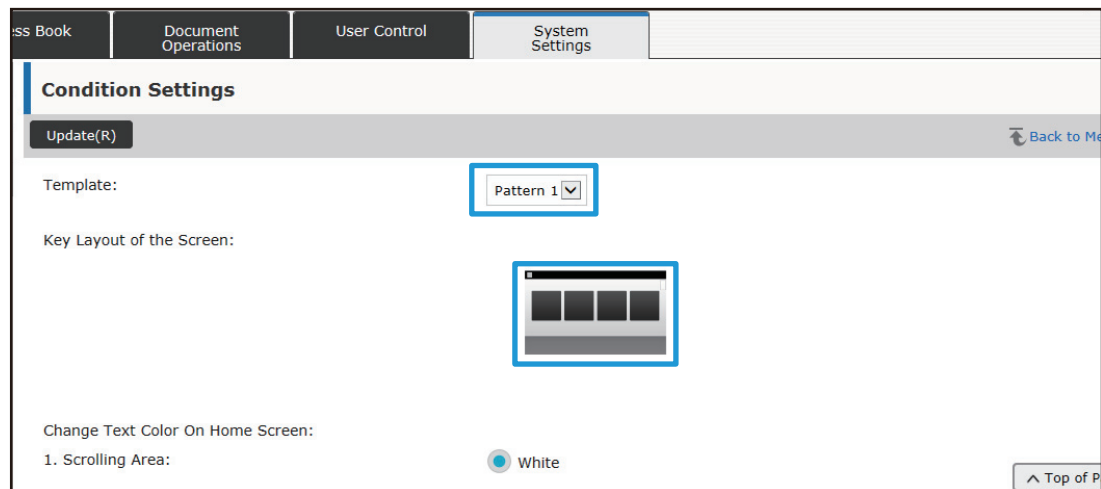 ss Book
Document
Operations
User Control
System
Settings
Condition Settings
Update(R)
Back to Me
Template:
Pattern 1
Key Layout of the Screen:
Change Text Color On Home Screen:
1. Scrolling Area:
White
Top of P